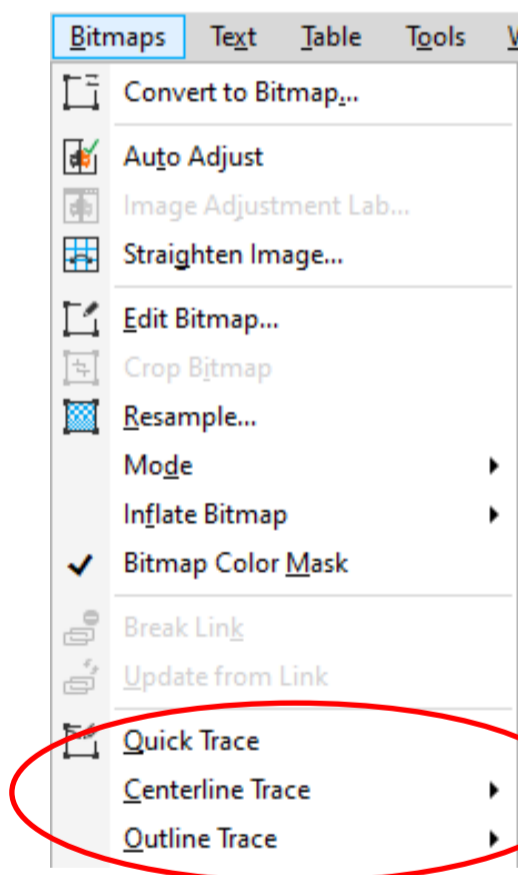 Bitmaps Text Table Tools
Convert to Bitmap...
Auto Adjust
Image Adjustment Lab...
Straighten Image...
Edit Bitmap...
Crop Bitmap
Resample...
Mode
Inflate Bitmap
Bitmap Color Mask
Break Link
Update from Link
Quick Trace
Centerline Trace
Outline Trace